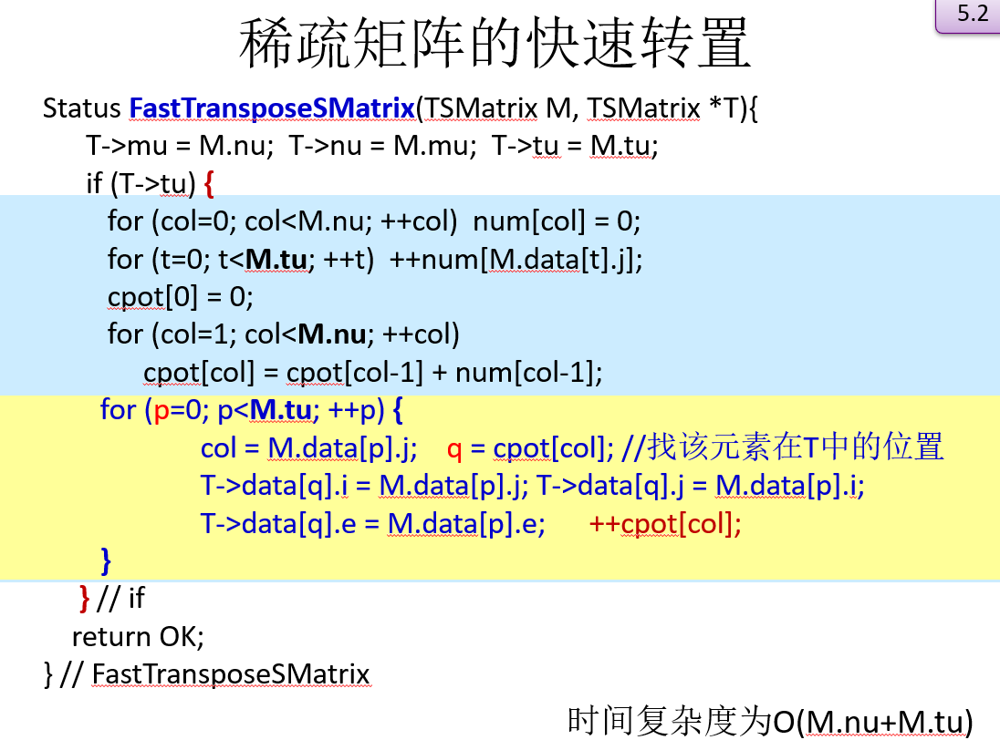 5.2
稀疏矩阵的快速转置
Status FastTransposeSMatrix(TSMatrix M, TSMatrix *T){
T->mu = M.nu; T->nu = M.mu; T->tu = M.tu;
if (T->tu) {
for (col=0; col<M.nu; ++col) num[col] = 0;
for (t=0; t<M.tu; ++t) ++num[M.data[t].j];
cpot[0] = 0;
for (col=1; col<M.nu; ++col)
cpot[col] = cpot[col-1] + num[col-1];
for (p=0; p<M.tu; ++p) {
col = M.data[p].j; q = cpot[col]; //找该元素在T中的位置
T->data[q].i = M.data[p].j; T->data[q].j = M.data[p].i;
T->data[q].e = M.data[p].e; ++cpot[col];
}
} // if
return OK;
} // FastTransposeSMatrix
时间复杂度为O(M.nu+M.tu)